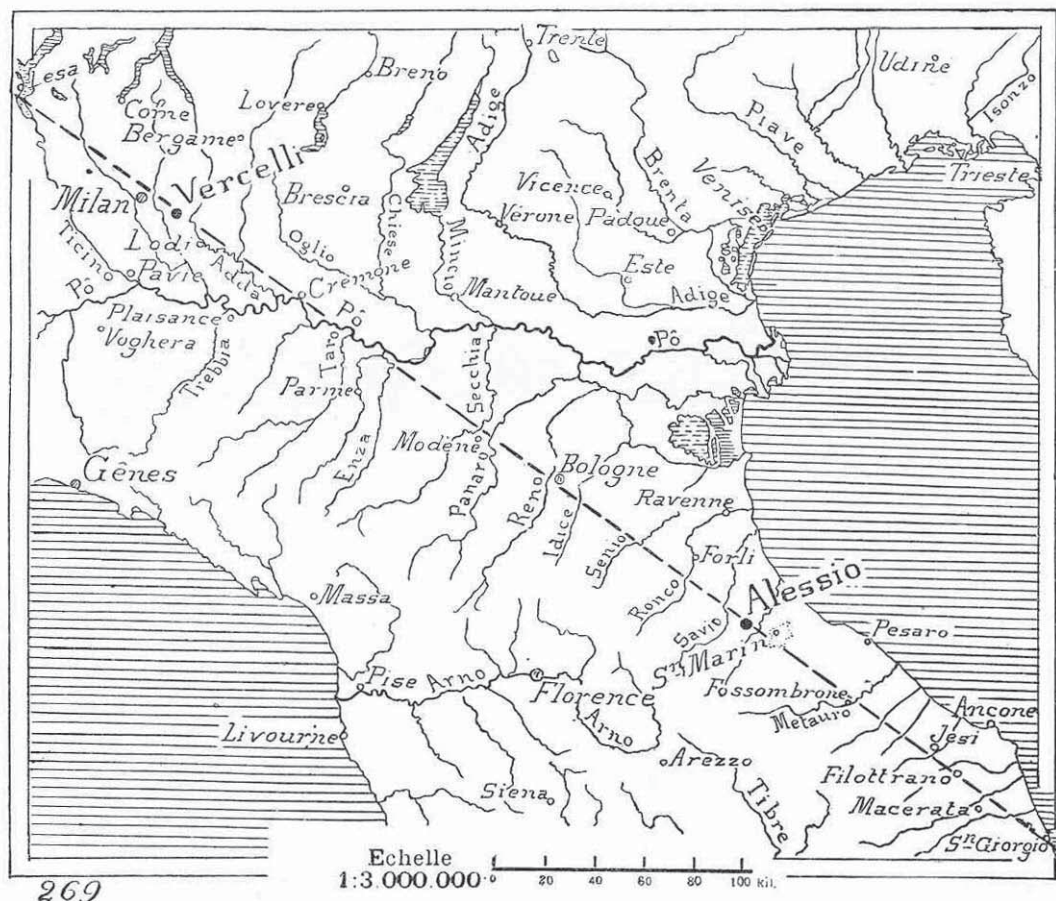 Lesa
Côme
Bergame
Lovere
Breno
Trente
Udine
Isonzo
Adige
Piave
Trieste
Milan
Vercelli
Brescia
Chiese
Vicence
Brenta
Venise
Vérone
Padoue
Ticino
Lodi
Adda
Oglio
Mincio
Este
Pavie
Crémone
Mantoue
Adige
Pô
Plaisance
Voghera
Pô
Pô
Trebbia
Taro
Secchia
Parme
Enza
Modène
Gênes
Panaro
Reno
Bologne
Idice
Ravenne
Senio
Forli
Ronco
Massa
Alessio
Savio
Sn Marin
Pesaro
Pise
Arno
Florence
Fossombrone
Metauro
Arno
Ancone
Livourne
Jesi
Arezzo
Filottrano
Siena
Tibre
Macerata
Sn Giorgio
Echelle
1:3.000.000
0 20 40 60 80 100 Kil.
269